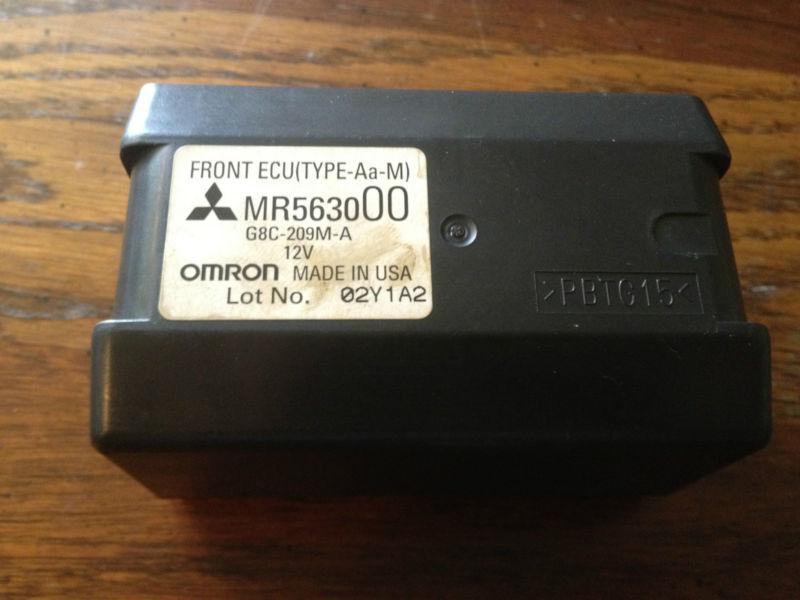 FRONT ECU(TYPE-Aa-M)
MR563000
G8C-209M-A
12V
OMRON MADE IN USA
Lot No. 02Y1A2
>PBTG15<